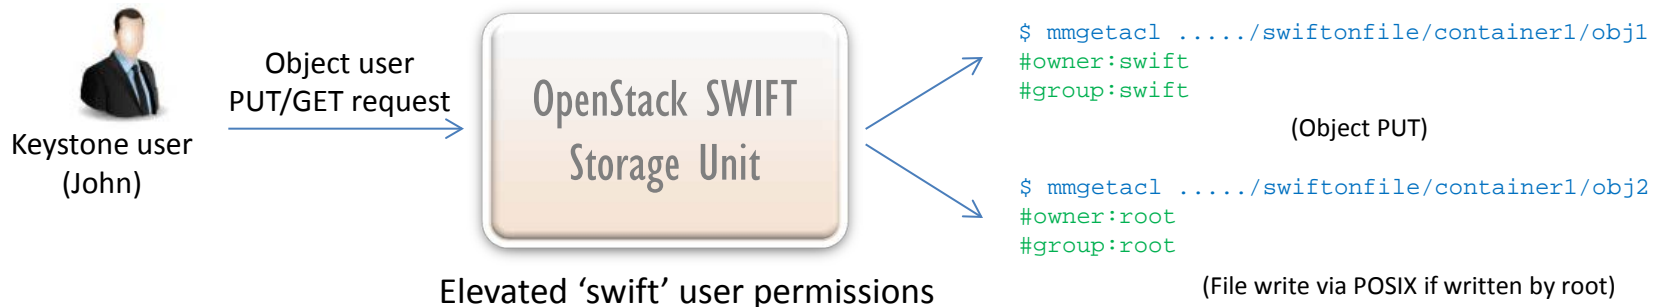 Keystone user
(John)
Object user
PUT/GET request
OpenStack SWIFT
Storage Unit
Elevated ‘swift’ user permissions
$ mmgetacl ...../swiftonfile/container1/obj1
#owner:swift
#group:swift
(Object PUT)
$ mmgetacl ...../swiftonfile/container1/obj2
#owner:root
#group:root
(File write via POSIX if written by root)